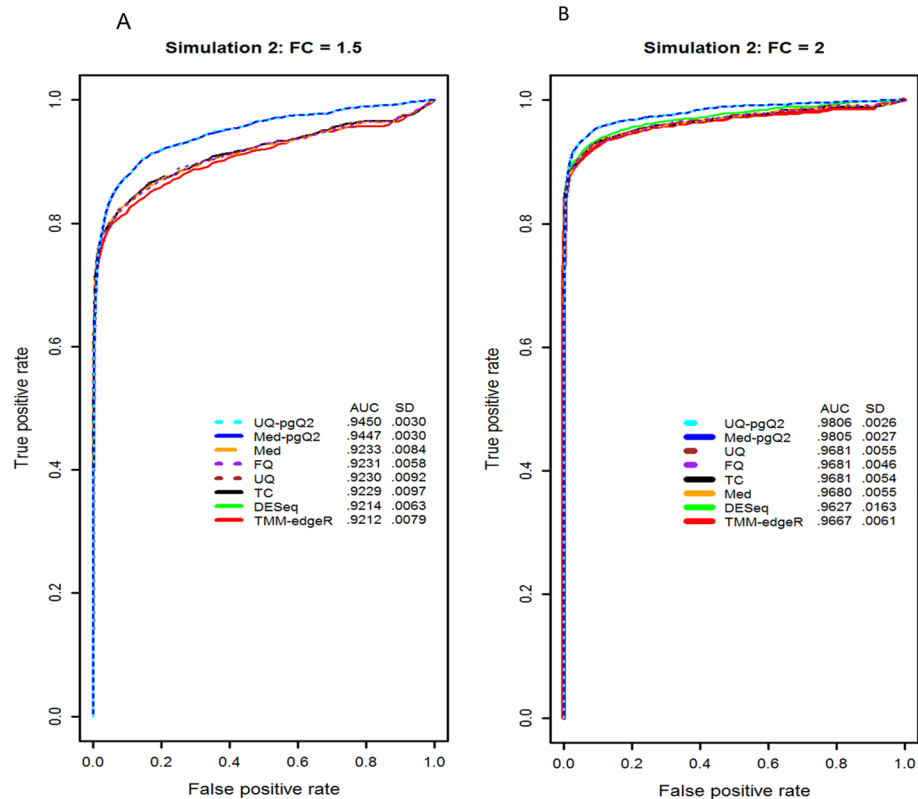 A
Simulation 2: FC = 1.5
True positive rate
1.0
0.8
0.6
0.4
0.2
0.0
AUC SD
UQ-pgQ2 .9450 .0030
Med-pgQ2 .9447 .0030
Med .9233 .0084
FQ .9231 .0058
UQ .9230 .0092
TC .9229 .0097
DESeq .9214 .0063
TMM-edgeR .9212 .0079
0.0 0.2 0.4 0.6 0.8 1.0
False positive rate
B
Simulation 2: FC = 2
True positive rate
1.0
0.8
0.6
0.4
0.2
0.0
AUC SD
UQ-pgQ2 .9806 .0026
Med-pgQ2 .9805 .0027
UQ .9681 .0055
FQ .9681 .0046
TC .9681 .0054
Med .9680 .0055
DESeq .9627 .0163
TMM-edgeR .9667 .0061
0.0 0.2 0.4 0.6 0.8 1.0
False positive rate